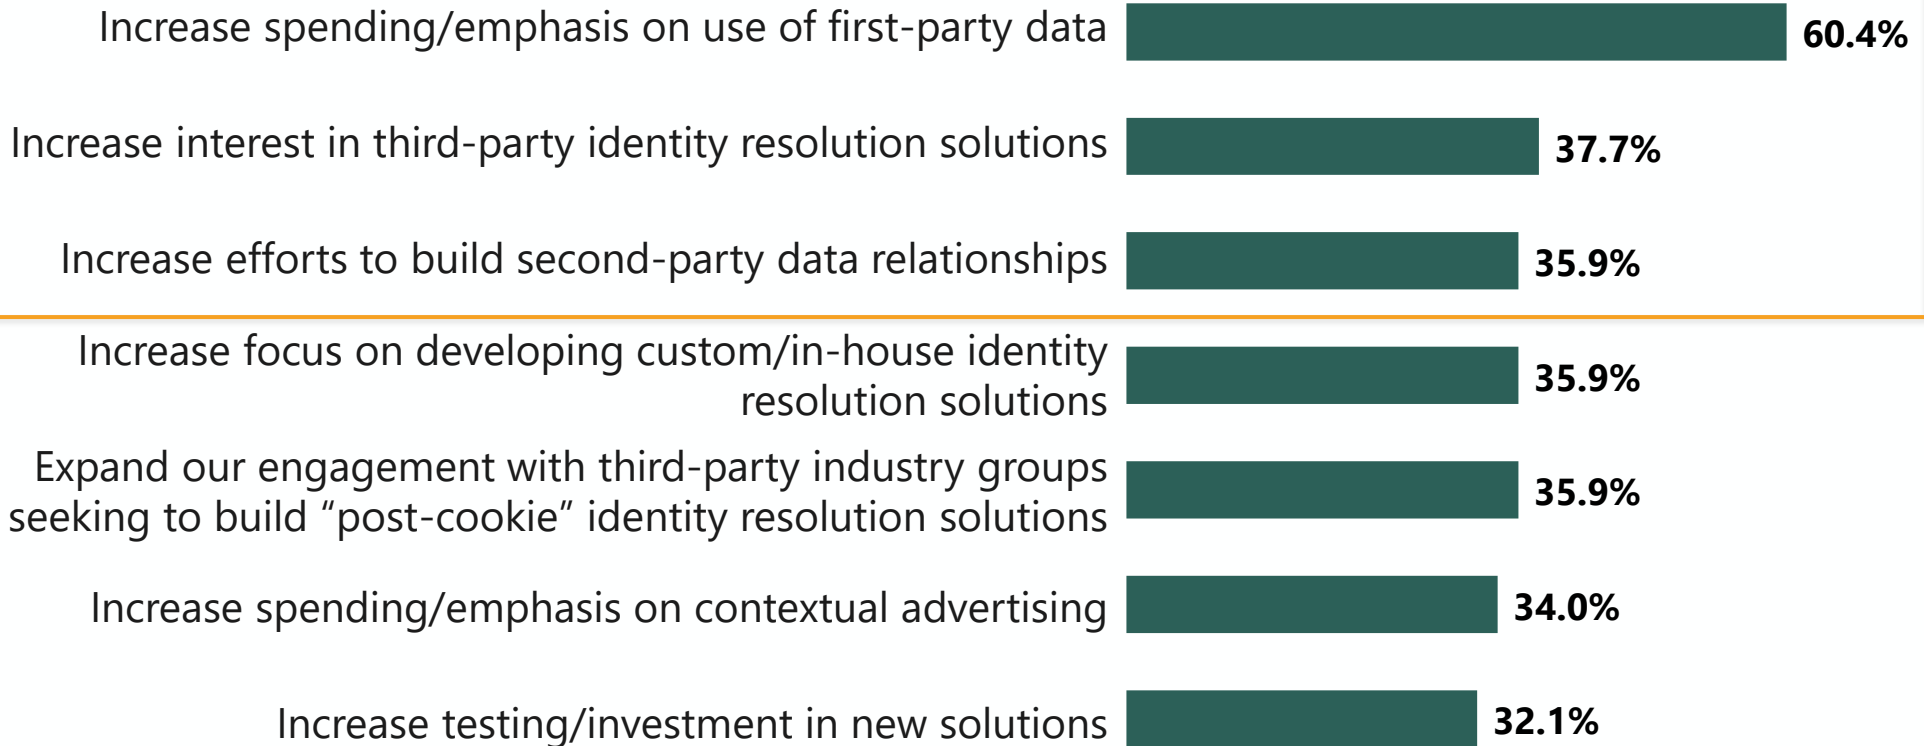 Increase spending/emphasis on use of first-party data 60.4%
Increase interest in third-party identity resolution solutions 37.7%
Increase efforts to build second-party data relationships 35.9%
Increase focus on developing custom/in-house identity
resolution solutions 35.9%
Expand our engagement with third-party industry groups
seeking to build “post-cookie” identity resolution solutions 35.9%
Increase spending/emphasis on contextual advertising 34.0%
Increase testing/investment in new solutions 32.1%